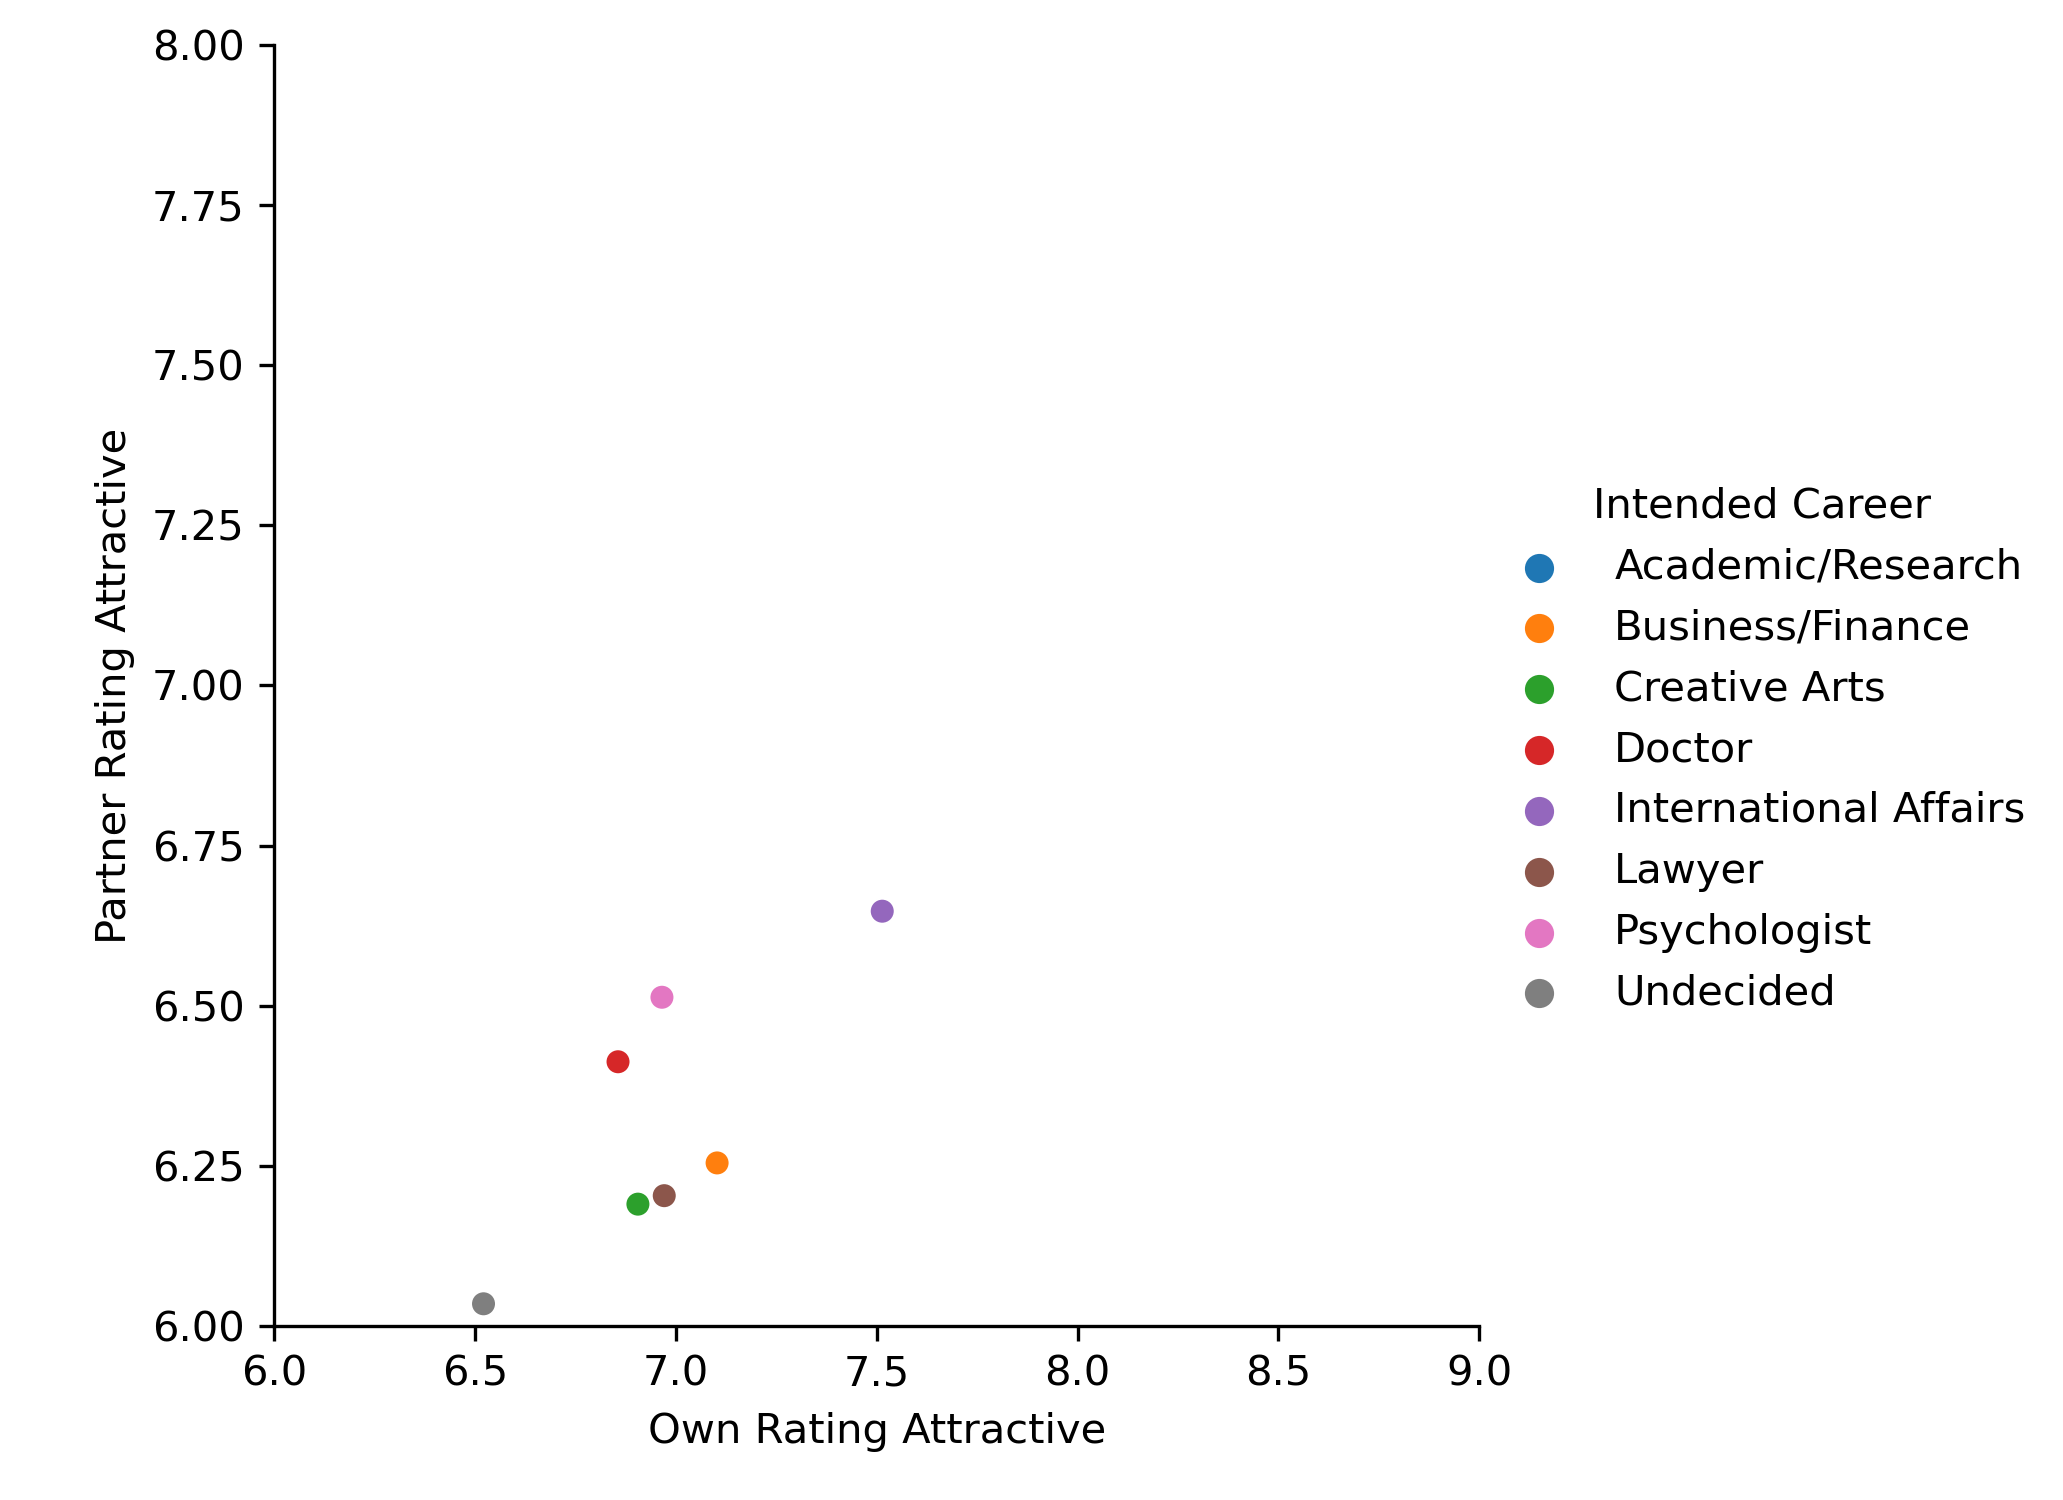 8.00
7.75
7.50
7.25
7.00
6.75
6.50
6.25
6.00
Partner Rating Attractive
6.0 6.5 7.0 7.5 8.0 8.5 9.0
Own Rating Attractive
Intended Career
Academic/Research
Business/Finance
Creative Arts
Doctor
International Affairs
Lawyer
Psychologist
Undecided